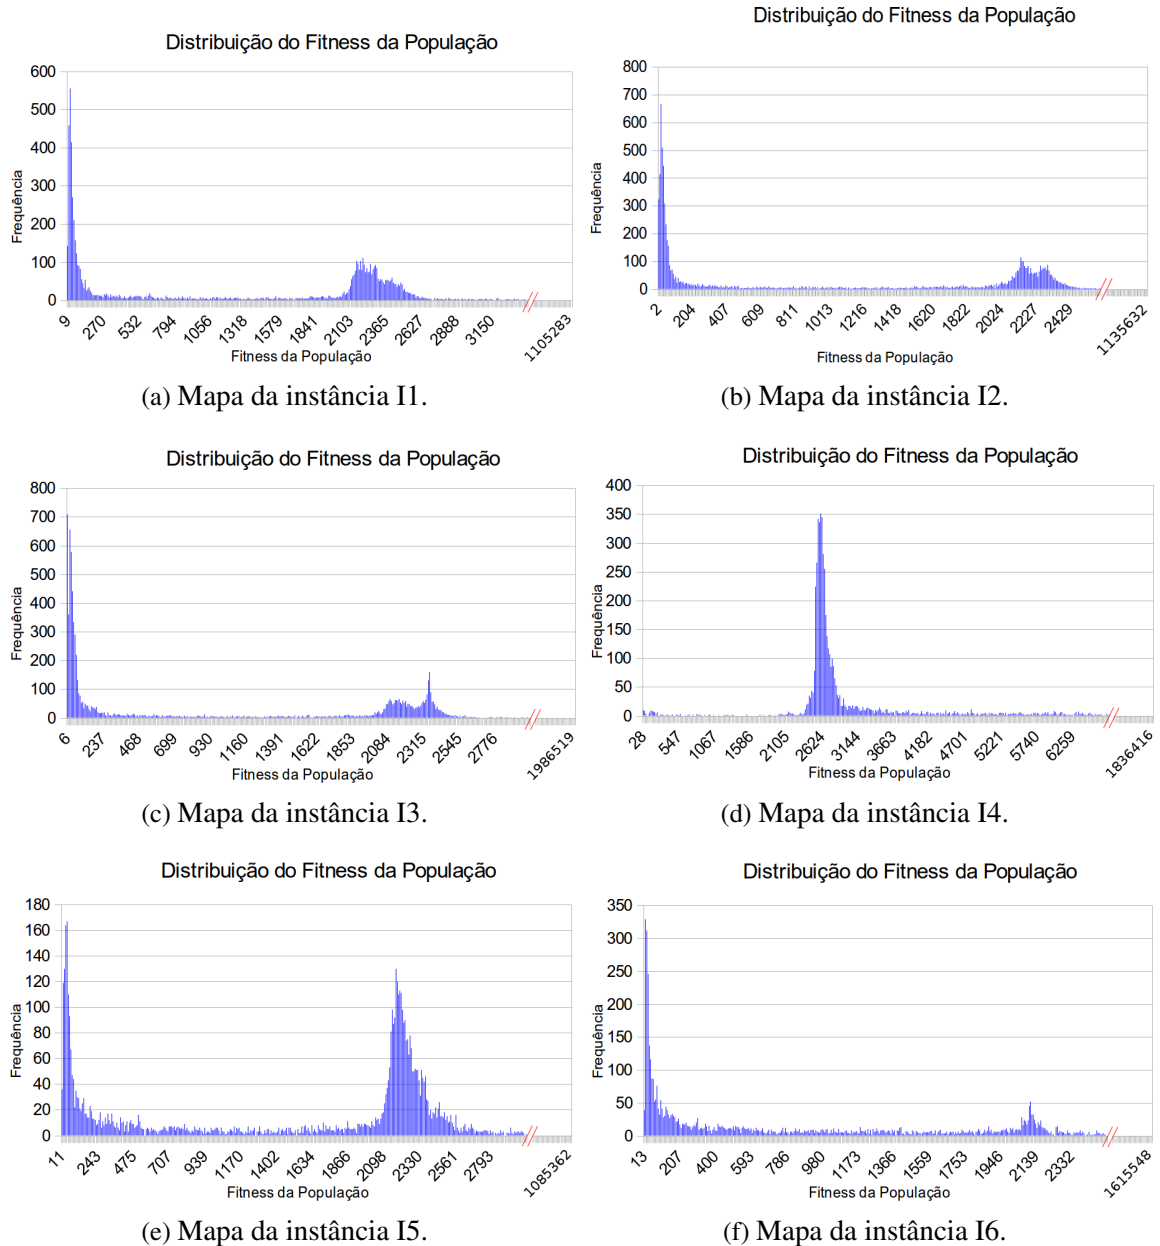 Distribuição do Fitness da População
600
500
400
300
200
100
0
Frequência
9 270 532 794 1056 1318 1579 1841 2103 2365 2627 2888 3150 1105283
Fitness da População
(a) Mapa da instância I1.
Distribuição do Fitness da População
800
700
600
500
400
300
200
100
0
Frequência
2 204 407 609 811 1013 1216 1418 1620 1822 2024 2227 2429 1135632
Fitness da População
(b) Mapa da instância I2.
Distribuição do Fitness da População
800
700
600
500
400
300
200
100
0
Frequência
6 237 468 699 930 1160 1391 1622 1853 2084 2315 2545 2776 1986519
Fitness da População
(c) Mapa da instância I3.
Distribuição do Fitness da População
400
350
300
250
200
150
100
50
0
Frequência
28 547 1067 1586 2105 2624 3144 3663 4182 4701 5221 5740 6259 1836416
Fitness da População
(d) Mapa da instância I4.
Distribuição do Fitness da População
180
160
140
120
100
80
60
40
20
0
Frequência
11 243 475 707 939 1170 1402 1634 1866 2098 2330 2561 2793 1085362
Fitness da População
(e) Mapa da instância I5.
Distribuição do Fitness da População
350
300
250
200
150
100
50
0
Frequência
13 207 400 593 786 980 1173 1366 1559 1753 1946 2139 2332 1615548
Fitness da População
(f) Mapa da instância I6.